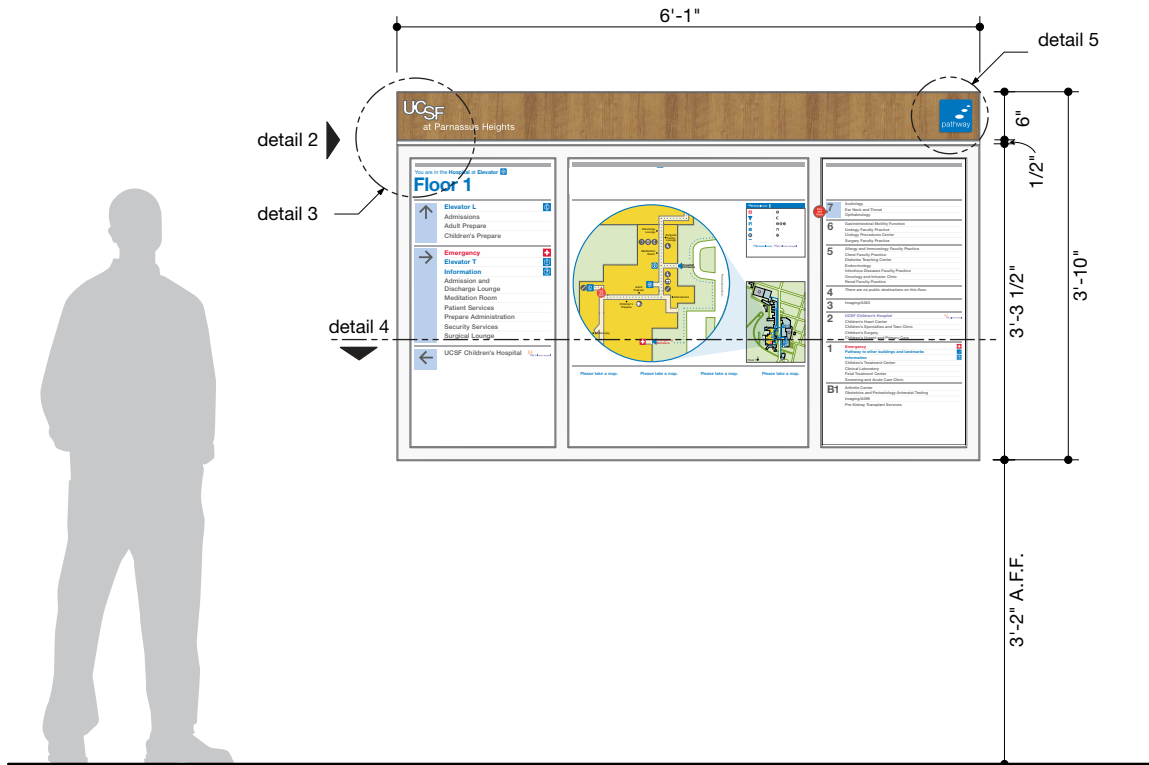 6'-1"
detail 5
UCSF
at Parnassus Heights
pathway
detail 2
detail 3
detail 4
6"
1/2"
3'-3 1/2"
3'-10"
3'-2" A.F.F.
You are in the Hospital at Elevator
Floor 1
Elevator L
Admissions
Adult Prepare
Children's Prepare
Emergency
Elevator T
Information
Admission and
Discharge Lounge
Meditation Room
Patient Services
Prepare Administration
Security Services
Surgical Lounge
UCSF Children's Hospital
Please take a map.
Please take a map.
Please take a map.
Please take a map.
7
Audiology
Ear Neck and Throat
Opthalmology
6
Gastrointestinal Motility Function
Urology Faculty Practice
Urology Procedures Center
Surgery Faculty Practice
5
Allergy and Immunology Faculty Practice
Chest Faculty Practice
Diabetes Teaching Center
Endocrinology
Infectious Diseases Faculty Practice
Oncology and Infusion Clinic
Renal Faculty Practice
4
There are no public destinations on this floor.
3
2
UCSF Children's Hospital
Children's Heart Center
Children's Specialties and Teen Clinic
Children's Surgery
1
Emergency
Pathway to other buildings and landmarks
Information
Children's Treatment Center
Clinical Laboratory
Fetal Treatment Center
Screening and Acute Care Clinic
B1
Arthritis Center
Obstetrics and Perinatology Antenatal Testing
Pre-Kidney Transplant Services